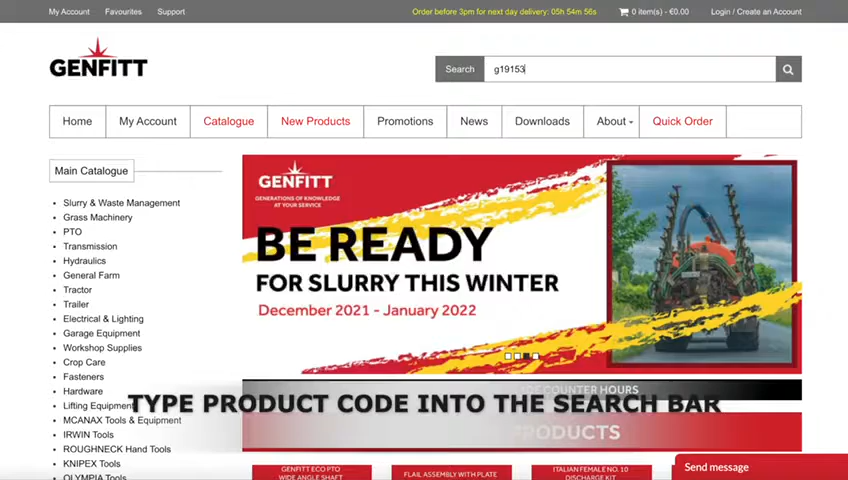 My Account Favourites Support Order before 3pm for next day delivery: 05h 54m 56s 0 item(s) - €0.00 Login / Create an Account
GENFITT
Search g19153
Home My Account Catalogue New Products Promotions News Downloads About Quick Order
Main Catalogue
Slurry & Waste Management
Grass Machinery
PTO
Transmission
Hydraulics
General Farm
Tractor
Trailer
Electrical & Lighting
Garage Equipment
Workshop Supplies
Crop Care
Fasteners
Hardware
Lifting Equipment
MCANAX Tools & Equipment
IRWIN Tools
ROUGHNECK Hand Tools
KNIPEX Tools
OLYMPIA Tools
GENFITT
GENERATIONS OF KNOWLEDGE
AT YOUR SERVICE
BE READY
FOR SLURRY THIS WINTER
December 2021 - January 2022
COUNTER HOURS
TYPE PRODUCT CODE INTO THE SEARCH BAR
PRODUCTS
GENFITT ECO PTO
WIDE ANGLE SHAFT
FLAIL ASSEMBLY WITH PLATE
ITALIAN FEMALE NO. 10
DISCHARGE KIT
Send message